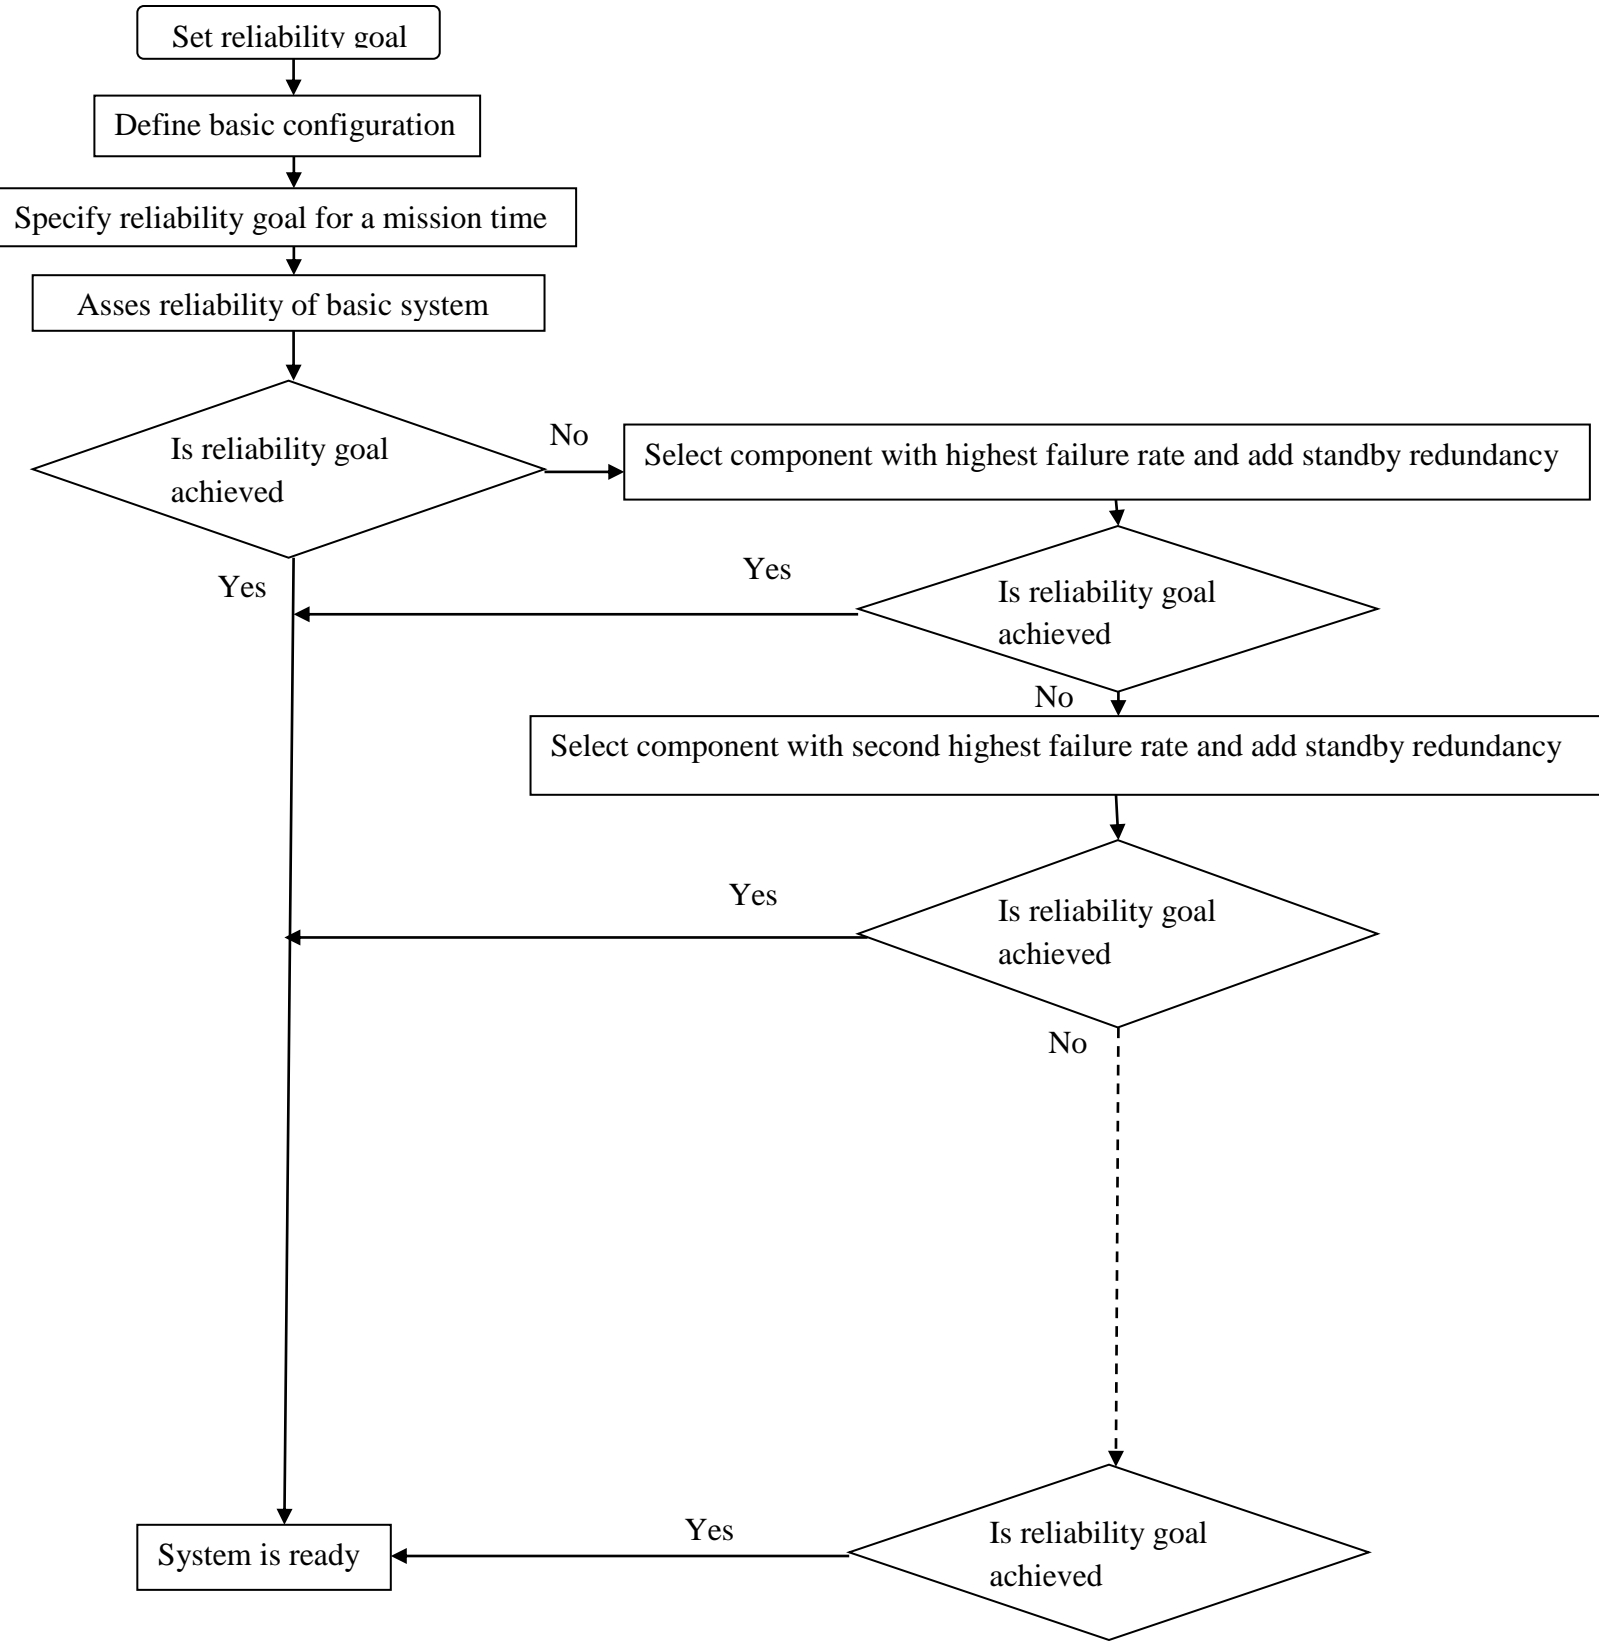 Set reliability goal
Define basic configuration
Specify reliability goal for a mission time
Asses reliability of basic system
Is reliability goal
achieved
No
Select component with highest failure rate and add standby redundancy
Yes
Yes
Is reliability goal
achieved
No
Select component with second highest failure rate and add standby redundancy
Yes
Is reliability goal
achieved
No
Yes
Is reliability goal
achieved
System is ready